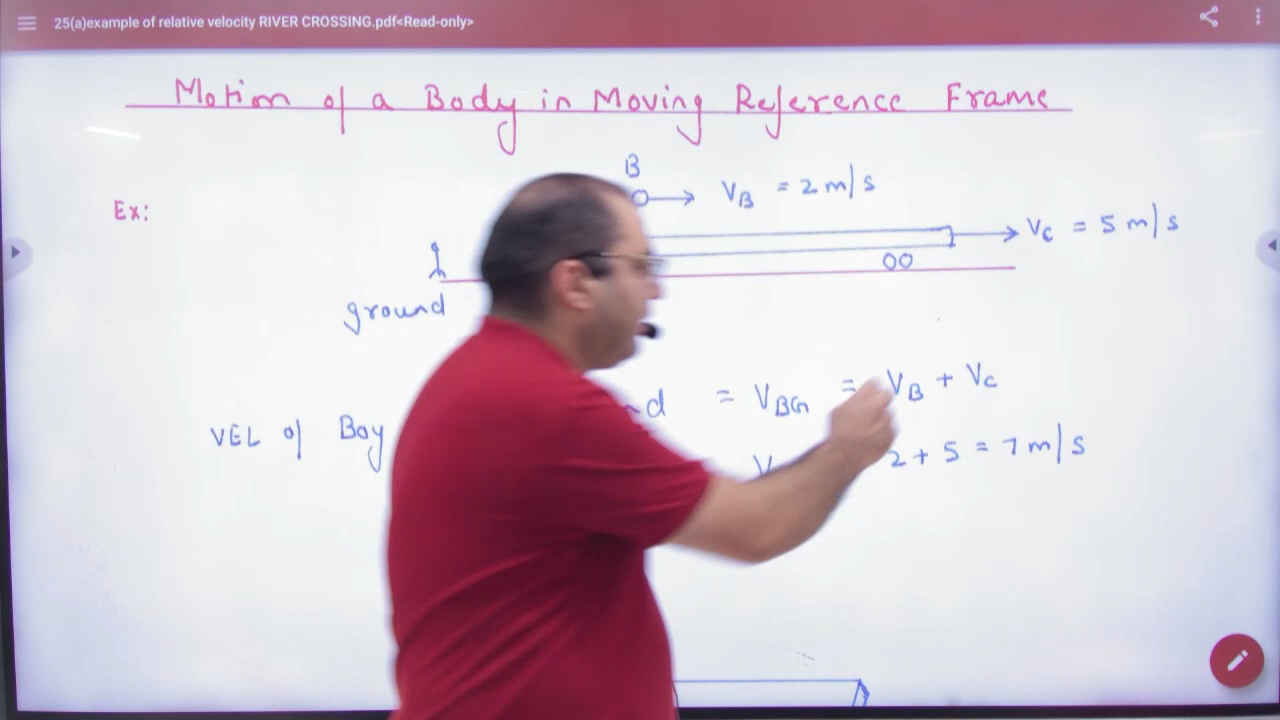 25(a)example of relative velocity RIVER CROSSING.pdf<Read-only>
Motion of a Body in Moving Reference Frame
Ex:
B
V_B = 2 m/s
V_C = 5 m/s
ground
= V_BG = V_B + V_C
VEL of Boy
2 + 5 = 7 m/s